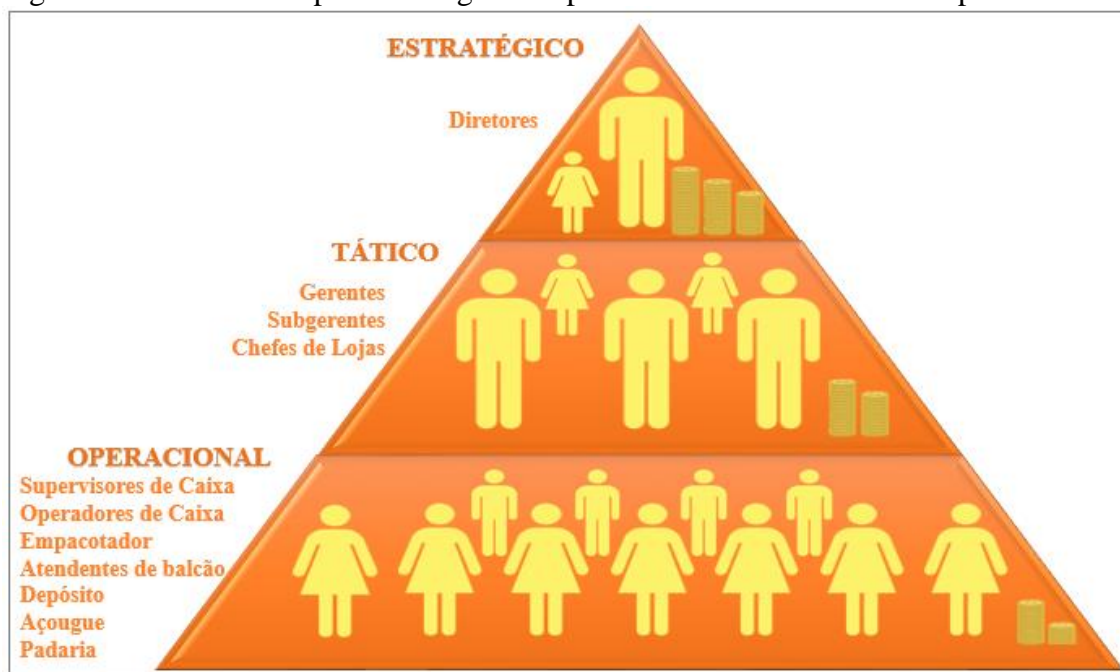 ESTRATÉGICO
Diretores
TÁTICO
Gerentes
Subgerentes
Chefes de Lojas
OPERACIONAL
Supervisores de Caixa
Operadores de Caixa
Empacotador
Atendentes de balcão
Depósito
Açougue
Padaria